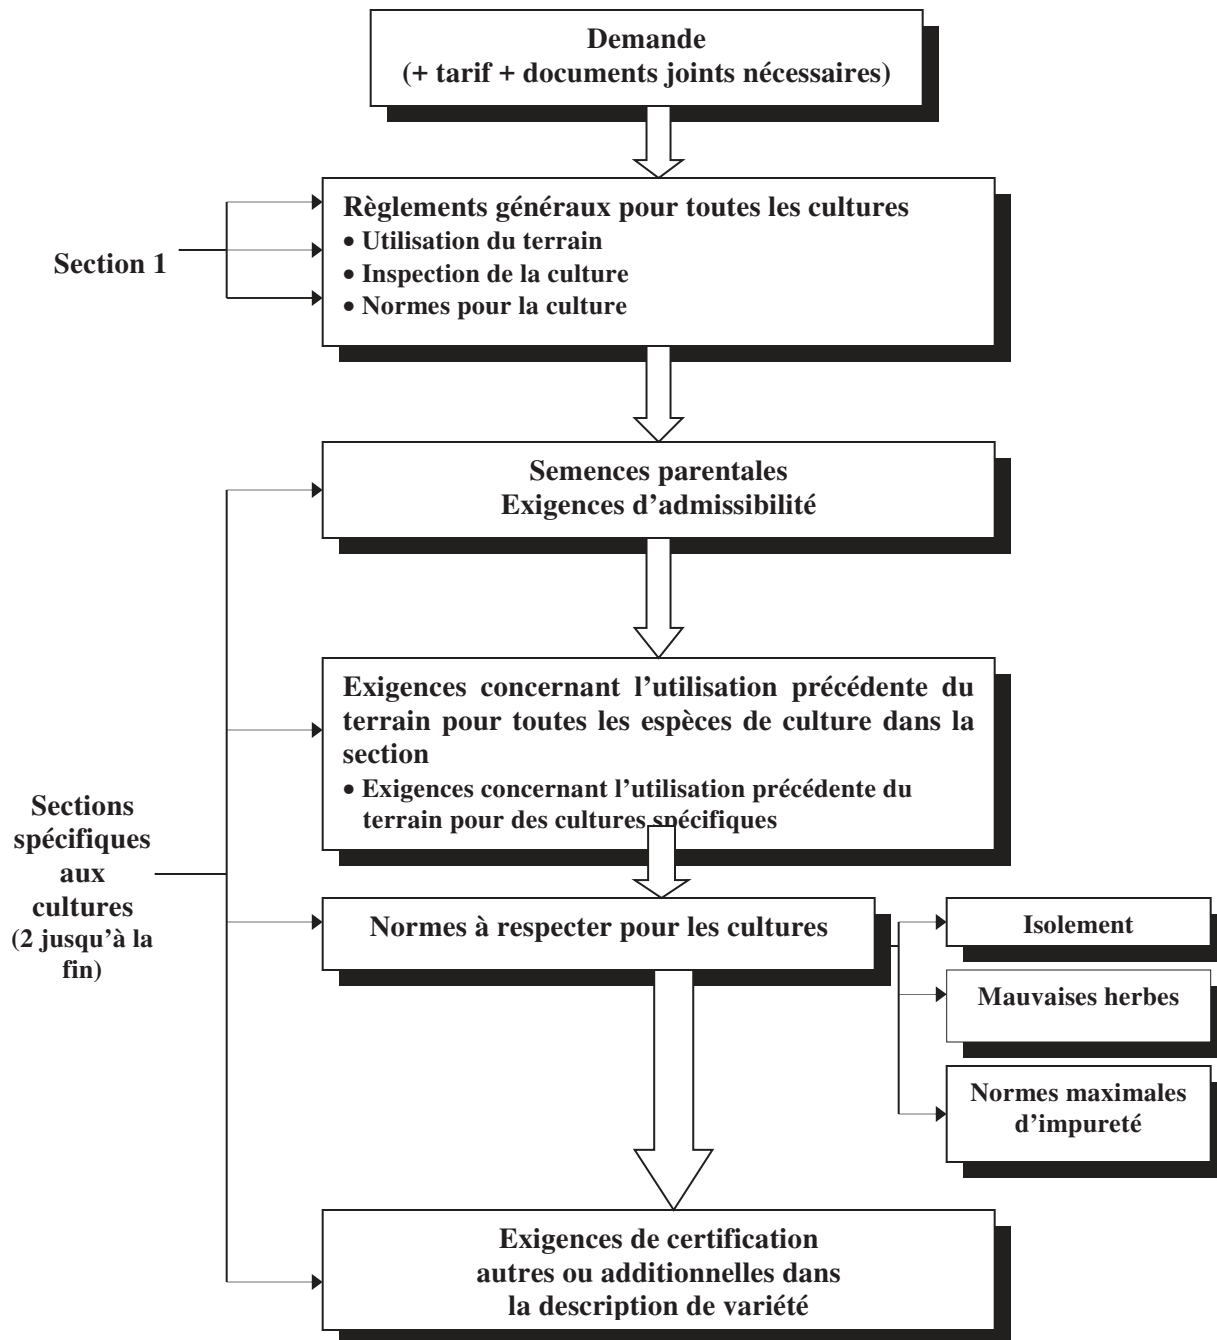 Demande
(+ tarif + documents joints nécessaires)
Section 1
Règlements généraux pour toutes les cultures
• Utilisation du terrain
• Inspection de la culture
• Normes pour la culture
Semences parentales
Exigences d’admissibilité
Exigences concernant l’utilisation précédente du
terrain pour toutes les espèces de culture dans la
section
• Exigences concernant l’utilisation précédente du
terrain pour des cultures spécifiques
Sections
spécifiques
aux
cultures
(2 jusqu’à la
fin)
Normes à respecter pour les cultures
Isolement
Mauvaises herbes
Normes maximales
d’impureté
Exigences de certification
autres ou additionnelles dans
la description de variété